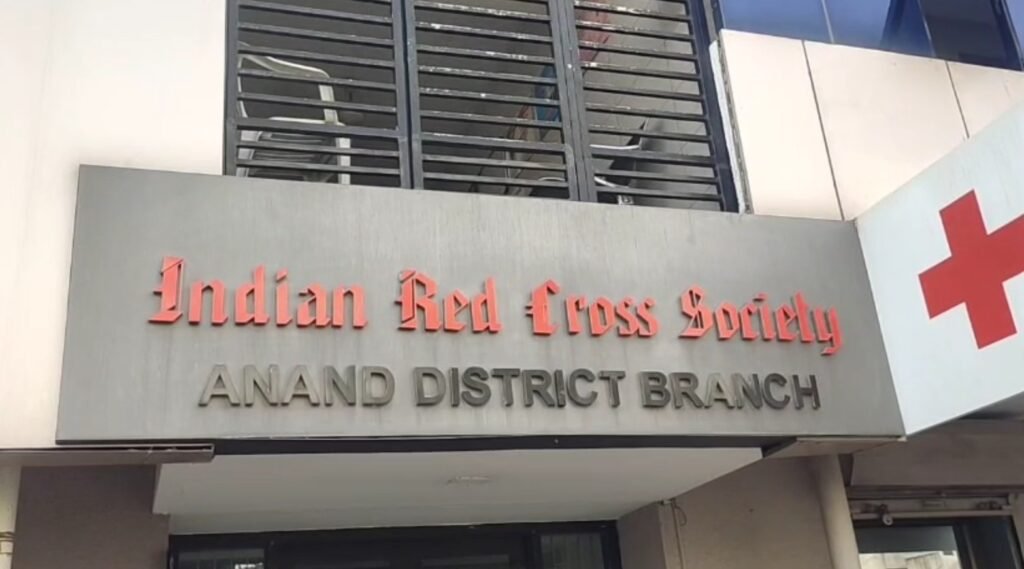 Indian Red Cross Society
ANAND DISTRICT BRANCH